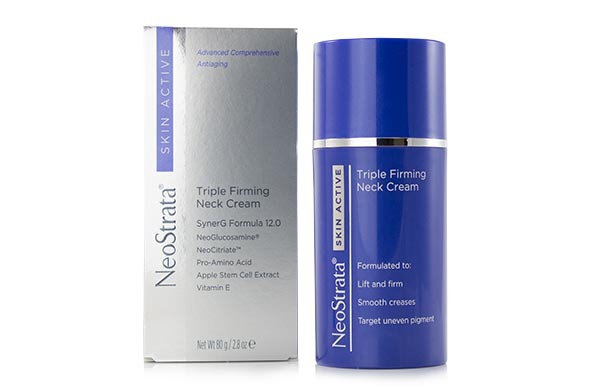 NeoStrata®
SKIN ACTIVE
Advanced Comprehensive
Antiaging
Triple Firming
Neck Cream
SynerG Formula 12.0
NeoGlucosamine®
NeoCitriate™
Pro-Amino Acid
Apple Stem Cell Extract
Vitamin E
Net Wt 80 g / 2.8 oz ℮
NeoStrata®
SKIN ACTIVE
Triple Firming
Neck Cream
Formulated to:
Lift and firm
Smooth creases
Target uneven pigment